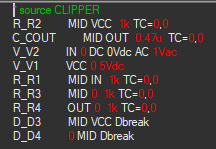 source CLIPPER
R_R2 MID VCC 1k TC=0,0
C_COUT MID OUT 0.47u TC=0,0
V_V2 IN 0 DC 0Vdc AC 1Vac
V_V1 VCC 0 5Vdc
R_R1 MID IN 1k TC=0,0
R_R3 MID 0 1k TC=0,0
R_R4 OUT 0 1k TC=0,0
D_D3 MID VCC Dbreak
D_D4 0 MID Dbreak